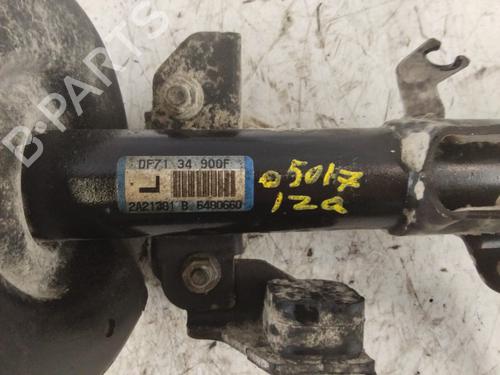 B-Parts
DF71 34 900F
L
2A21381 B 6480660
05017
IZQ